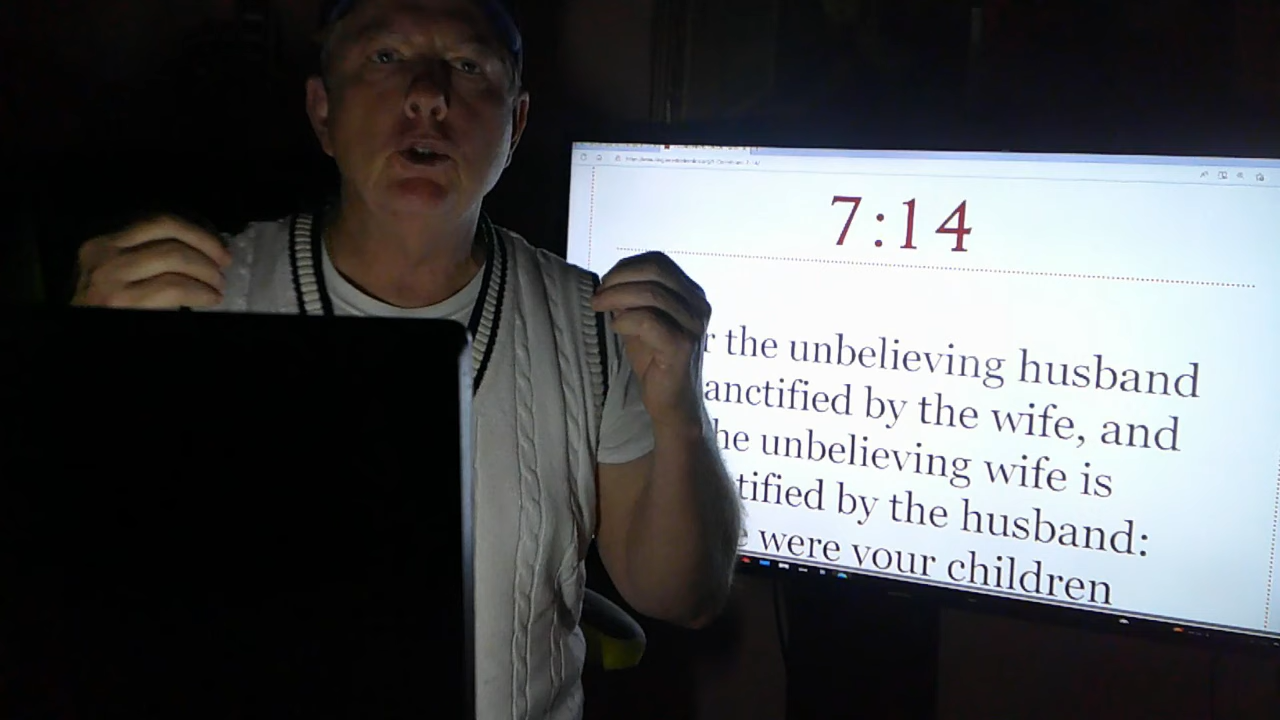 7:14
the unbelieving husband
anctified by the wife, and
he unbelieving wife is
tified by the husband:
were your children